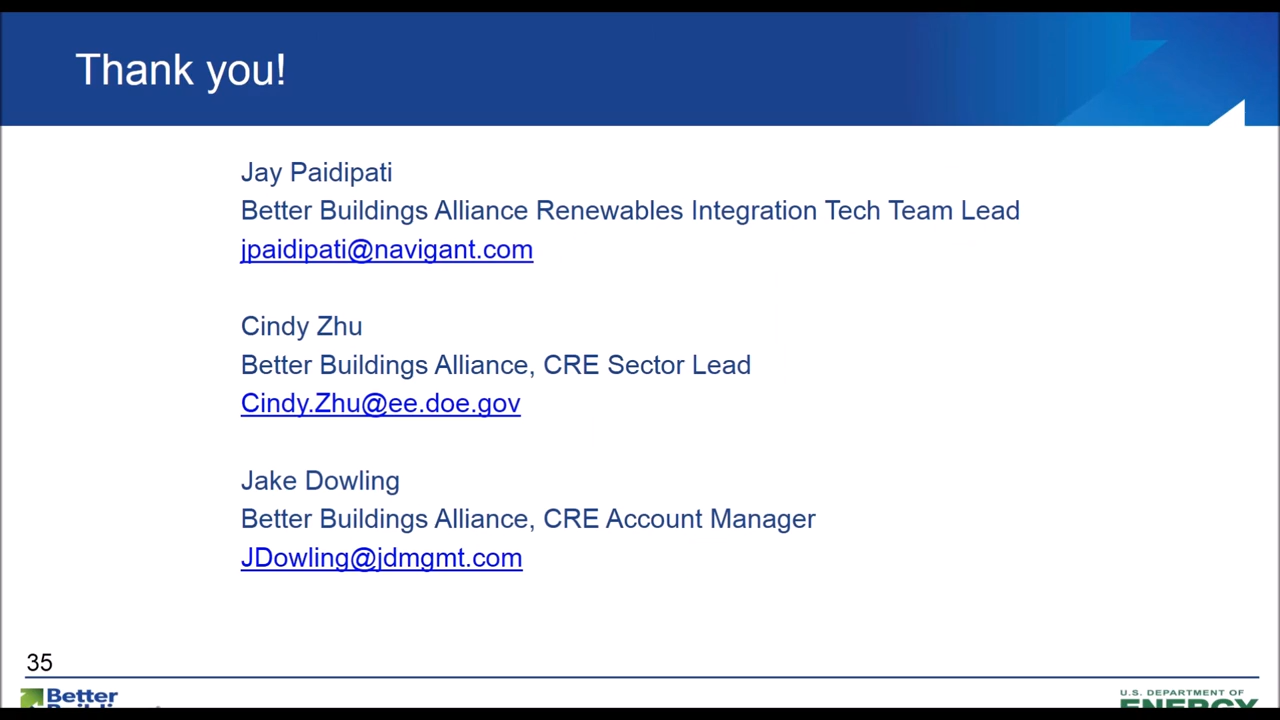 Thank you!
Jay Paidipati
Better Buildings Alliance Renewables Integration Tech Team Lead
jpaidipati@navigant.com
Cindy Zhu
Better Buildings Alliance, CRE Sector Lead
Cindy.Zhu@ee.doe.gov
Jake Dowling
Better Buildings Alliance, CRE Account Manager
JDowling@jdmgmt.com
35
Better
U.S. DEPARTMENT OF
ENERGY